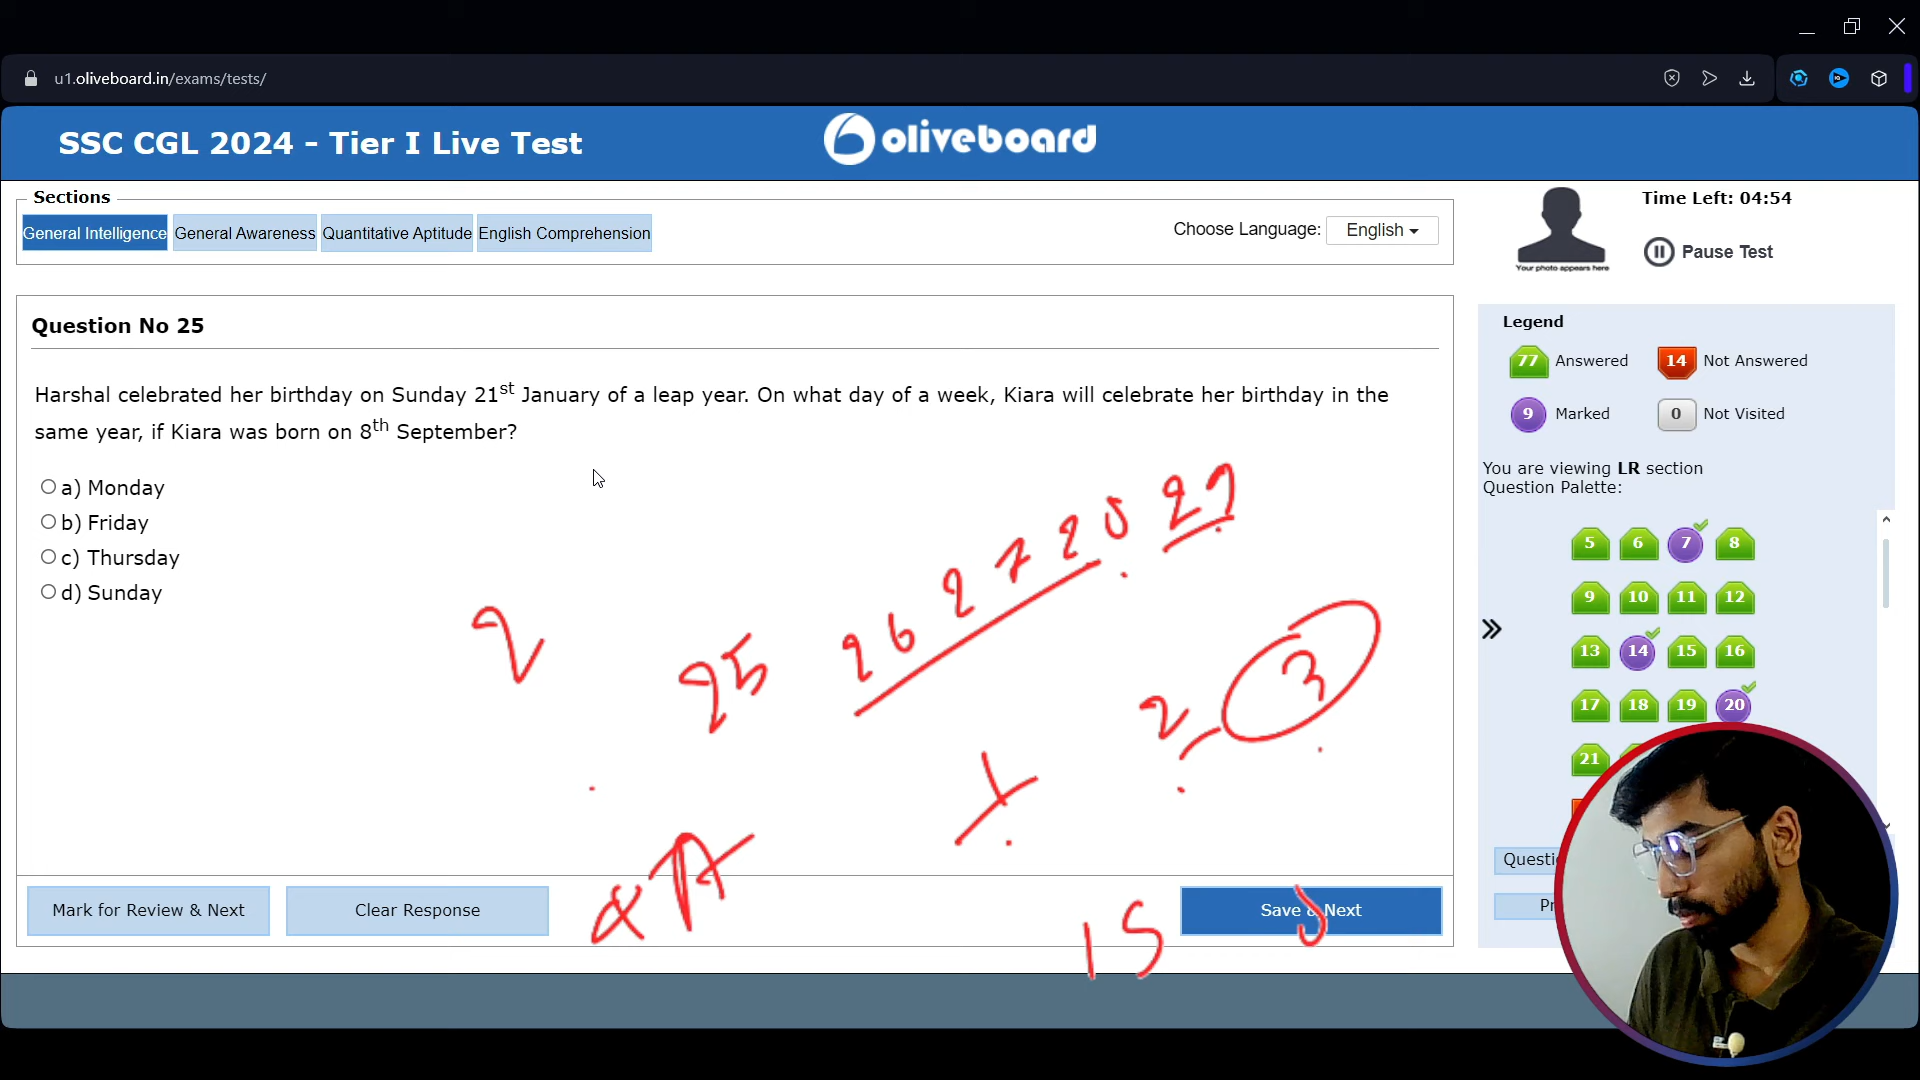 u1.oliveboard.in/exams/tests/
SSC CGL 2024 - Tier I Live Test
oliveboard
Sections
General Intelligence General Awareness Quantitative Aptitude English Comprehension
Choose Language: English
Your photo appears here
Time Left: 04:54
Pause Test
Question No 25
Harshal celebrated her birthday on Sunday 21st January of a leap year. On what day of a week, Kiara will celebrate her birthday in the
same year, if Kiara was born on 8th September?
a) Monday
b) Friday
c) Thursday
d) Sunday
2
25 26 27 28 29
1 2 3
15
Mark for Review & Next Clear Response Save & Next
Legend
77 Answered 14 Not Answered
9 Marked 0 Not Visited
You are viewing LR section
Question Palette:
5 6 7 8
9 10 11 12
13 14 15 16
17 18 19 20
21